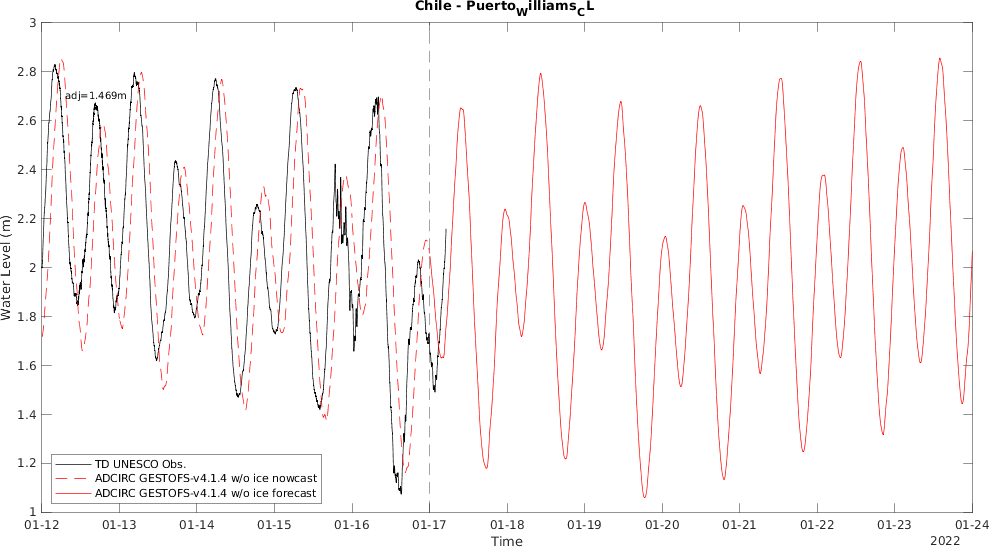 Chile - Puerto_Williams_CL
3
2.8
2.6
2.4
2.2
2
1.8
1.6
1.4
1.2
1
Water Level (m)
adj=1.469m
TD UNESCO Obs.
ADCIRC GESTOFS-v4.1.4 w/o ice nowcast
ADCIRC GESTOFS-v4.1.4 w/o ice forecast
01-12 01-13 01-14 01-15 01-16 01-17 01-18 01-19 01-20 01-21 01-22 01-23 01-24
Time
2022